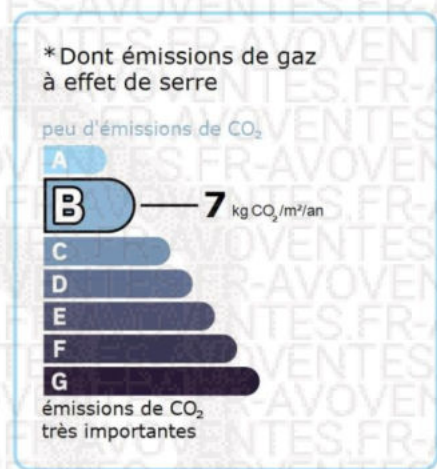 *Dont émissions de gaz
à effet de serre
peu d'émissions de CO₂
A
B 7 kg CO₂/m²/an
C
D
E
F
G
émissions de CO₂
très importantes